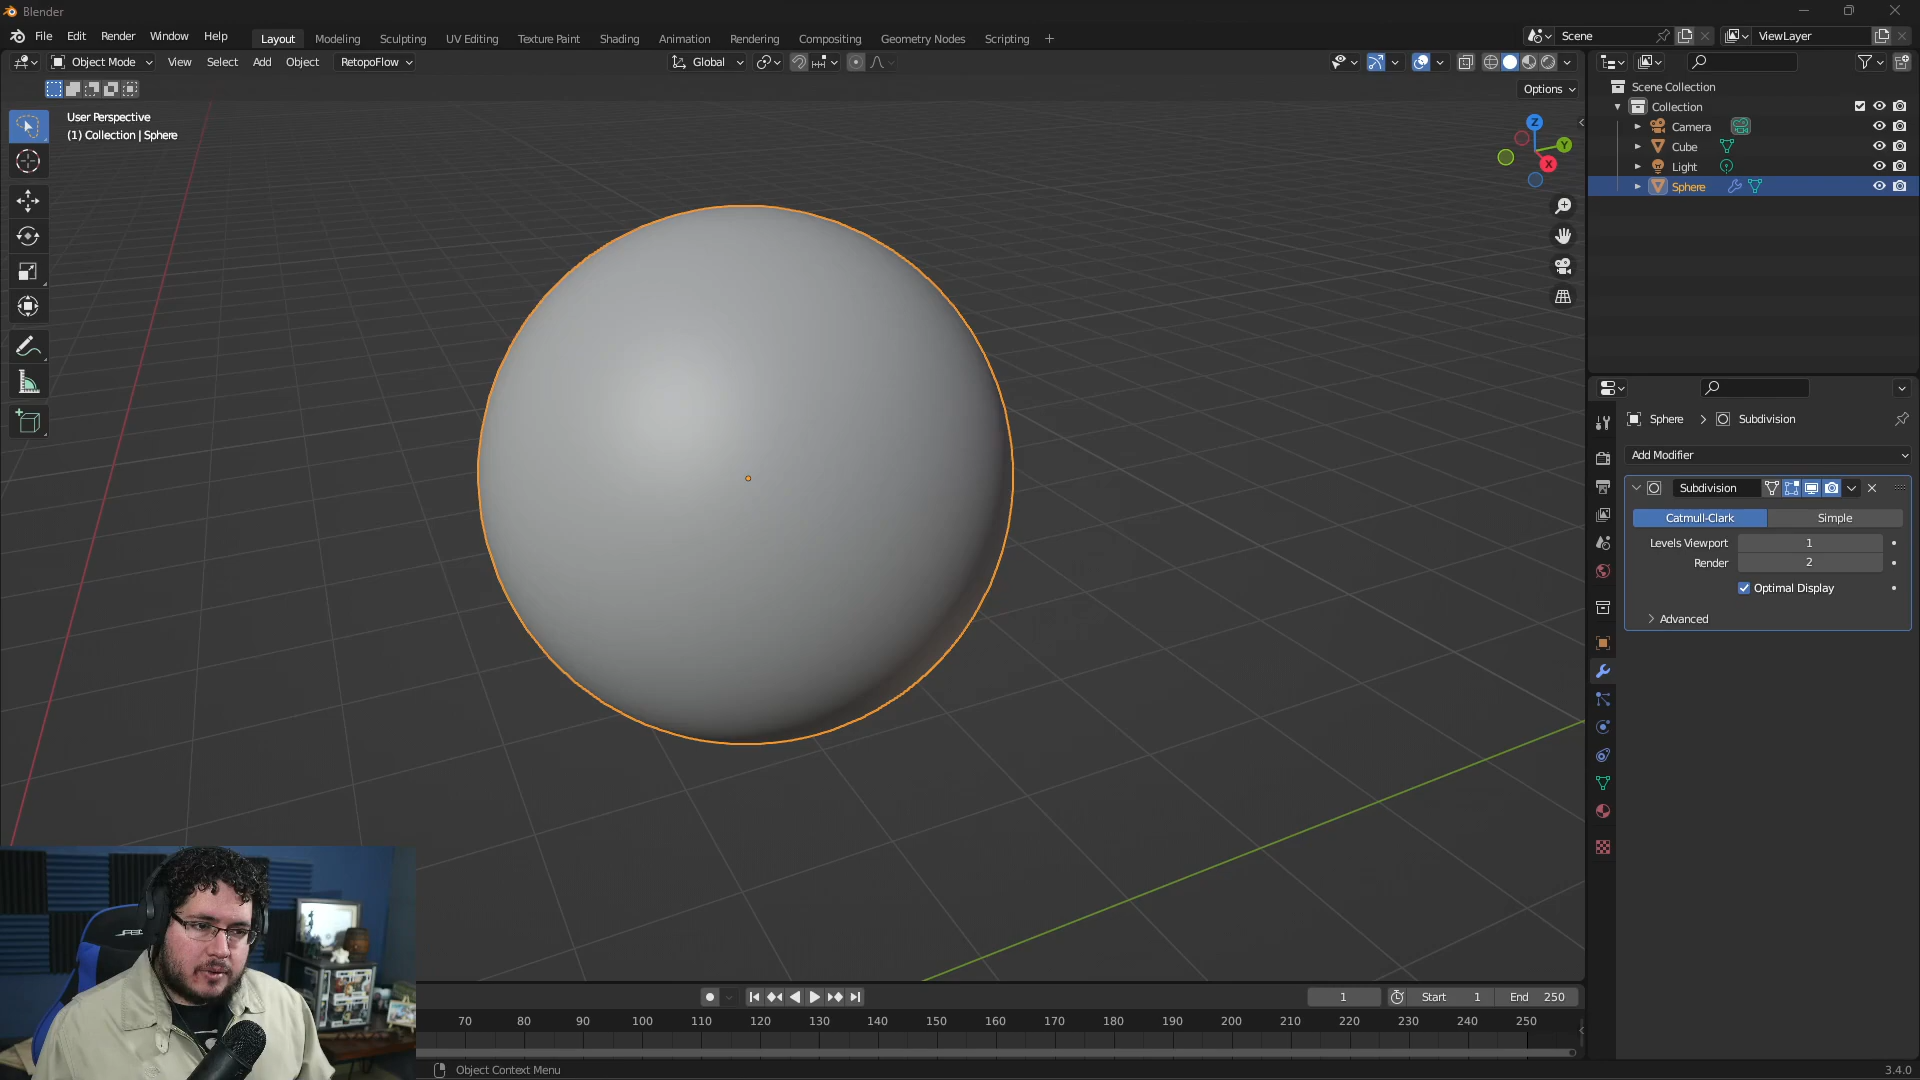 Blender
File Edit Render Window Help
Layout Modeling Sculpting UV Editing Texture Paint Shading Animation Rendering Compositing Geometry Nodes Scripting +
Scene
ViewLayer
Object Mode View Select Add Object RetopoFlow
Global
Options
User Perspective
(1) Collection | Sphere
Z
Y
X
Scene Collection
Collection
Camera
Cube
Light
Sphere
Sphere > Subdivision
Add Modifier
Subdivision
Catmull-Clark Simple
Levels Viewport 1
Render 2
Optimal Display
Advanced
1
Start 1
End 250
70 80 90 100 110 120 130 140 150 160 170 180 190 200 210 220 230 240 250
Object Context Menu
3.4.0